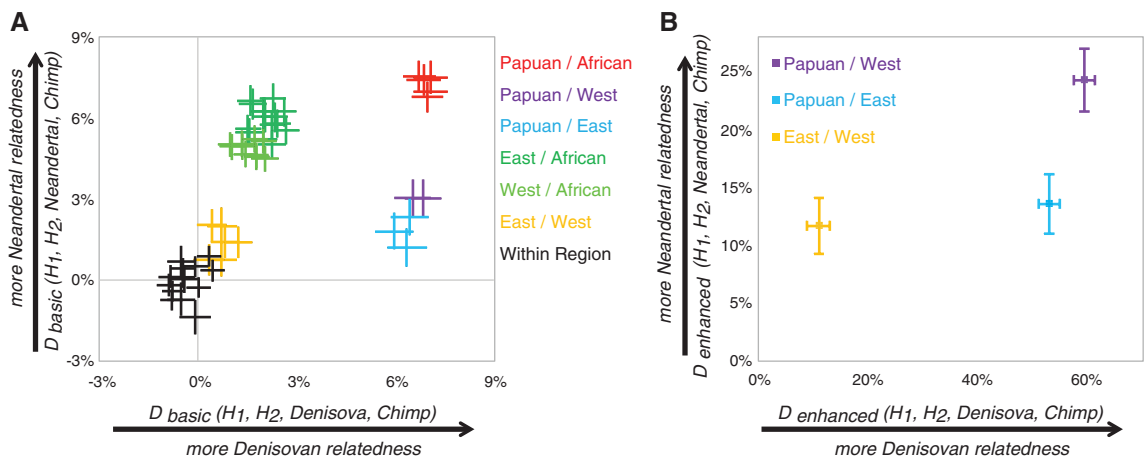 A
more Neandertal relatedness
D basic (H1, H2, Neandertal, Chimp)
9%
6%
3%
0%
-3%
-3%
0%
3%
6%
9%
D basic (H1, H2, Denisova, Chimp)
more Denisovan relatedness
Papuan / African
Papuan / West
Papuan / East
East / African
West / African
East / West
Within Region
B
more Neandertal relatedness
D enhanced (H1, H2, Neandertal, Chimp)
25%
20%
15%
10%
5%
0%
0%
20%
40%
60%
Papuan / West
Papuan / East
East / West
D enhanced (H1, H2, Denisova, Chimp)
more Denisovan relatedness